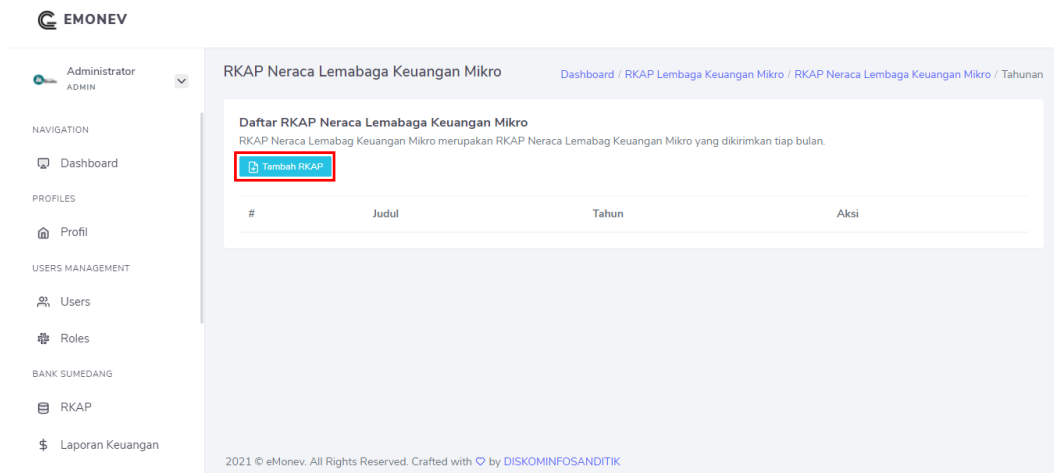 EMONEV
Administrator
ADMIN
NAVIGATION
Dashboard
PROFILES
Profil
USERS MANAGEMENT
Users
Roles
BANK SUMEDANG
RKAP
Laporan Keuangan
RKAP Neraca Lemabaga Keuangan Mikro
Dashboard / RKAP Lembaga Keuangan Mikro / RKAP Neraca Lembaga Keuangan Mikro / Tahunan
Daftar RKAP Neraca Lemabaga Keuangan Mikro
RKAP Neraca Lemabag Keuangan Mikro merupakan RKAP Neraca Lemabag Keuangan Mikro yang dikirimkan tiap bulan.
Tambah RKAP
# Judul Tahun Aksi
2021 © eMonev. All Rights Reserved. Crafted with ♡ by DISKOMINFOSANDITIK